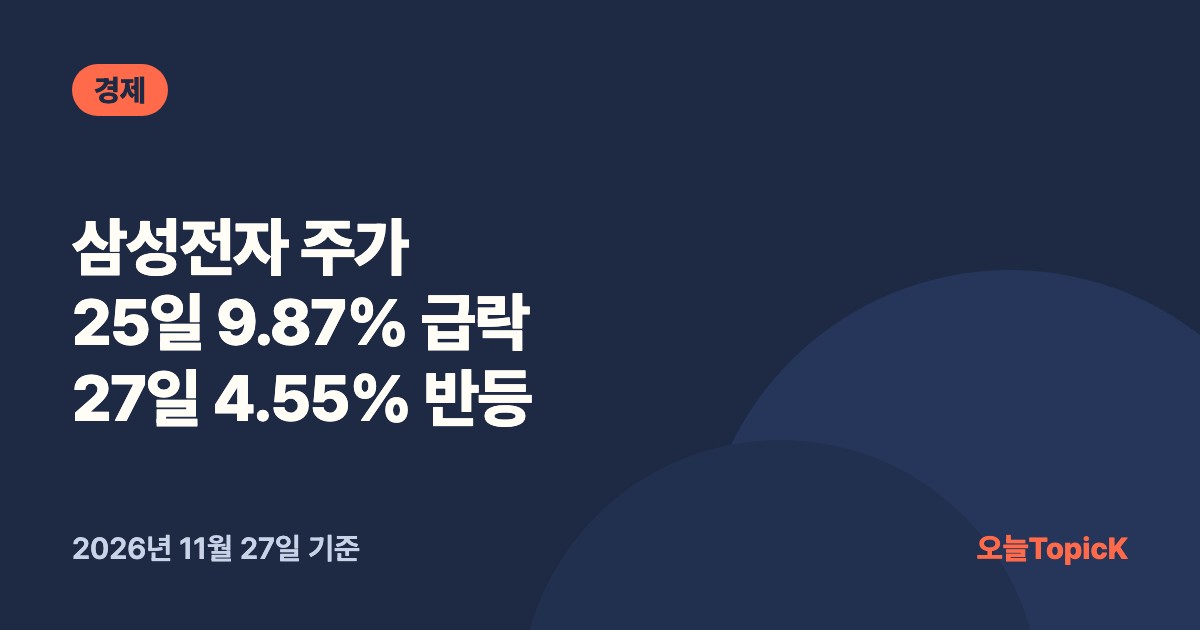 경제
삼성전자 주가
25일 9.87% 급락
27일 4.55% 반등
2026년 11월 27일 기준
오늘TopicK